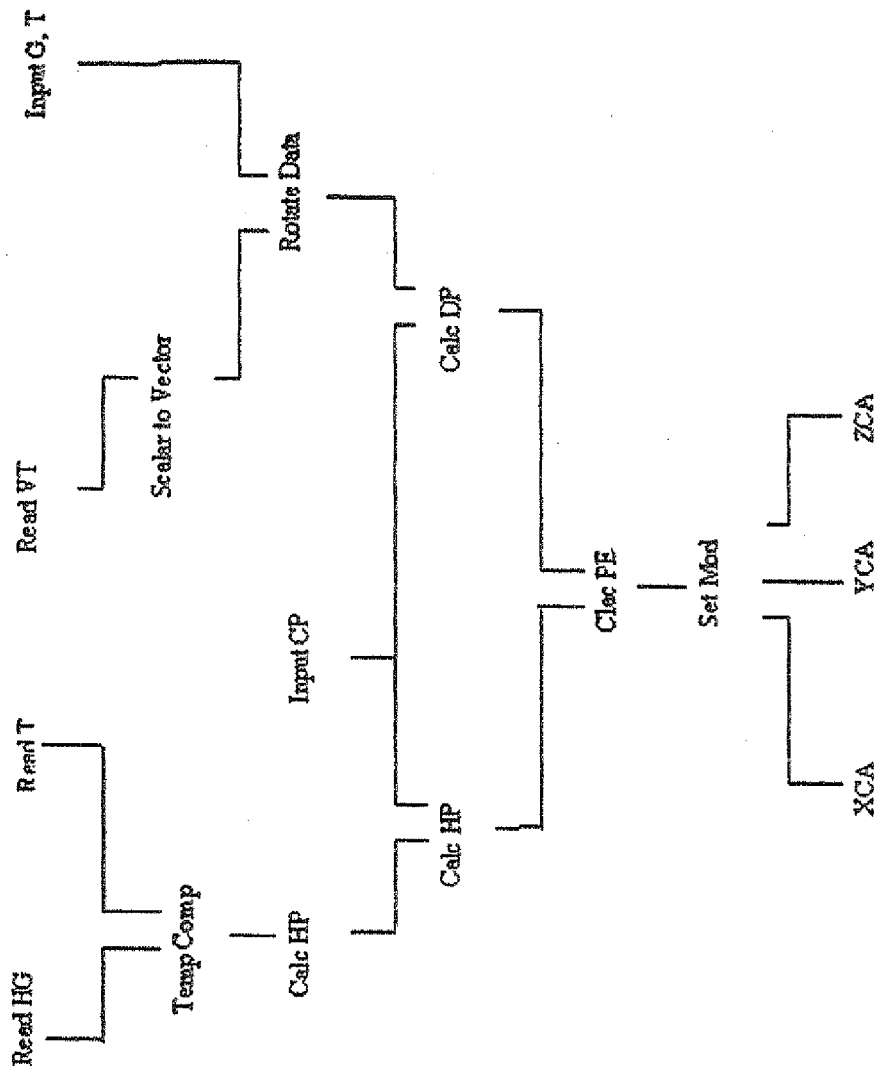 Read HG
Read T
Read VT
Input G, T
Temp Comp
Scalar to Vector
Rotate Data
Calc HP
Input CP
Calc HP
Calc DP
Clac PE
Set Mod
XCA
YCA
ZCA